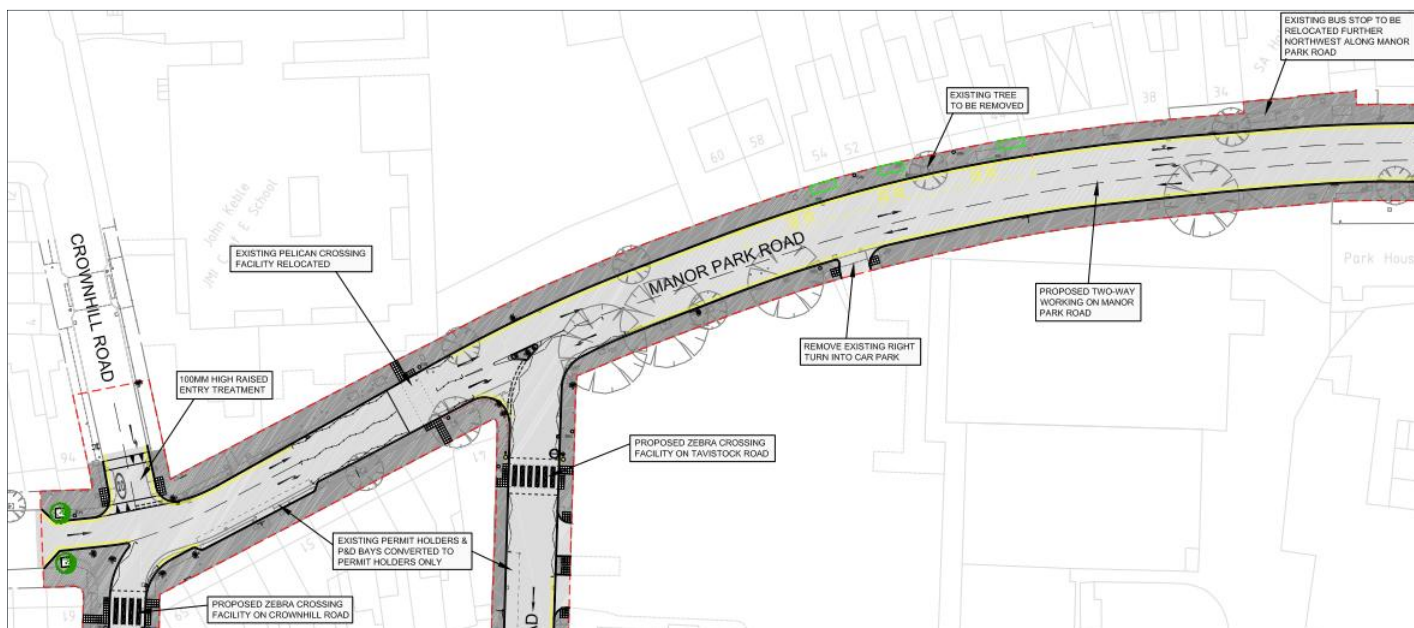 EXISTING BUS STOP TO BE
RELOCATED FURTHER
NORTHWEST ALONG MANOR
PARK ROAD
EXISTING TREE
TO BE REMOVED
38
34
60
58
54
52
John Keble
EXISTING PELICAN CROSSING
FACILITY RELOCATED
CROWNHILL ROAD
MANOR PARK ROAD
Park Hous
PROPOSED TWO-WAY
WORKING ON MANOR
PARK ROAD
REMOVE EXISTING RIGHT
TURN INTO CAR PARK
100MM HIGH RAISED
ENTRY TREATMENT
94
17
PROPOSED ZEBRA CROSSING
FACILITY ON TAVISTOCK ROAD
EXISTING PERMIT HOLDERS &
P&D BAYS CONVERTED TO
PERMIT HOLDERS ONLY
51
61
59
PROPOSED ZEBRA CROSSING
FACILITY ON CROWNHILL ROAD